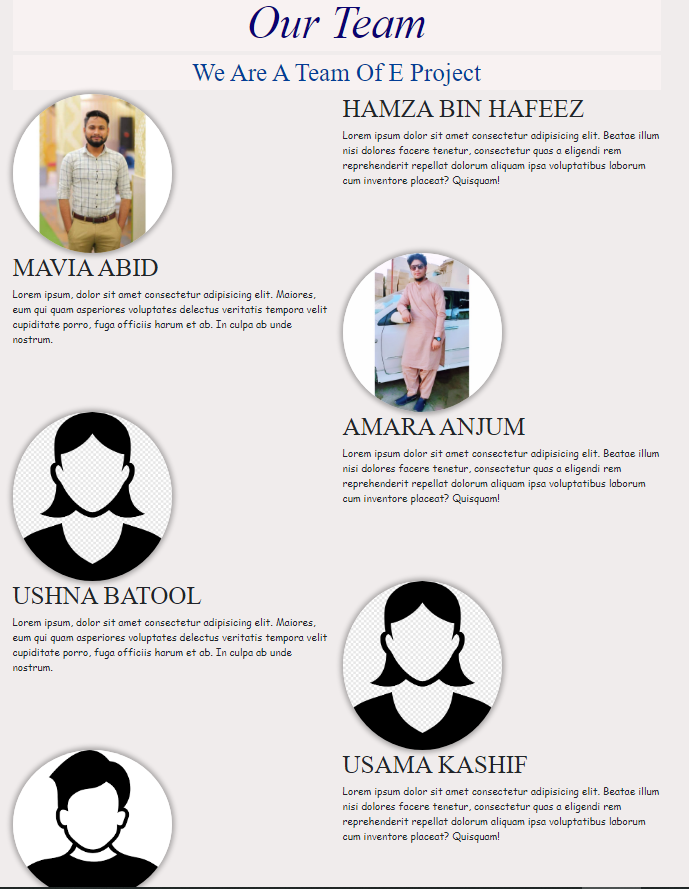 Our Team
We Are A Team Of E Project
HAMZA BIN HAFEEZ
Lorem ipsum dolor sit amet consectetur adipisicing elit. Beatae illum
nisi dolores facere tenetur, consectetur quas a eligendi rem
reprehenderit repellat dolorum aliquam ipsa voluptatibus laborum
cum inventore placeat? Quisquam!
MAVIA ABID
Lorem ipsum, dolor sit amet consectetur adipisicing elit. Maiores,
eum qui quam asperiores voluptates delectus veritatis tempora velit
cupiditate porro, fuga officiis harum et ab. In culpa ab unde
nostrum.
AMARA ANJUM
Lorem ipsum dolor sit amet consectetur adipisicing elit. Beatae illum
nisi dolores facere tenetur, consectetur quas a eligendi rem
reprehenderit repellat dolorum aliquam ipsa voluptatibus laborum
cum inventore placeat? Quisquam!
USHNA BATOOL
Lorem ipsum, dolor sit amet consectetur adipisicing elit. Maiores,
eum qui quam asperiores voluptates delectus veritatis tempora velit
cupiditate porro, fuga officiis harum et ab. In culpa ab unde
nostrum.
USAMA KASHIF
Lorem ipsum dolor sit amet consectetur adipisicing elit. Beatae illum
nisi dolores facere tenetur, consectetur quas a eligendi rem
reprehenderit repellat dolorum aliquam ipsa voluptatibus laborum
cum inventore placeat? Quisquam!